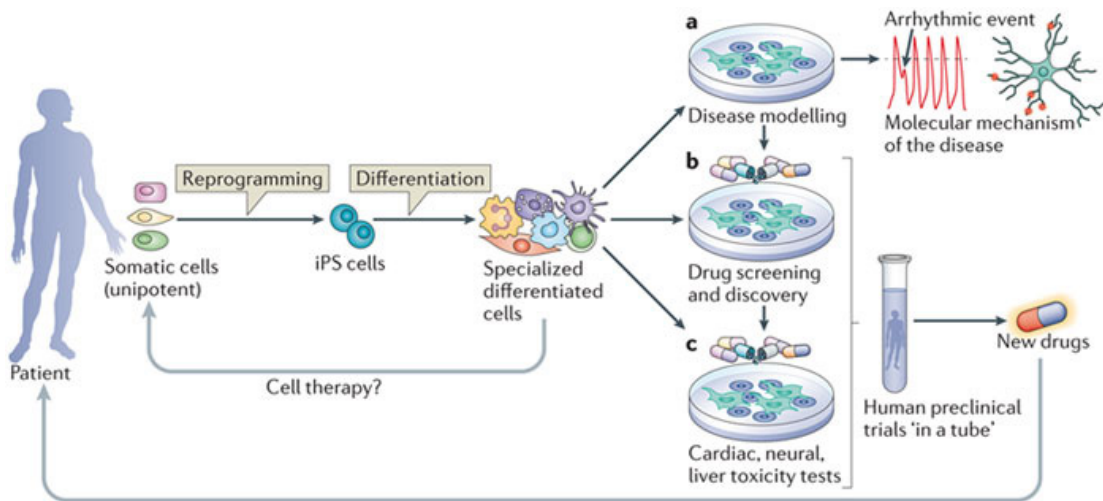 a
Arrhythmic event
Disease modelling
Molecular mechanism
of the disease
Reprogramming
Differentiation
b
Somatic cells
(unipotent)
iPS cells
Specialized
differentiated
cells
Drug screening
and discovery
c
New drugs
Patient
Cell therapy?
Human preclinical
trials ‘in a tube’
Cardiac, neural,
liver toxicity tests